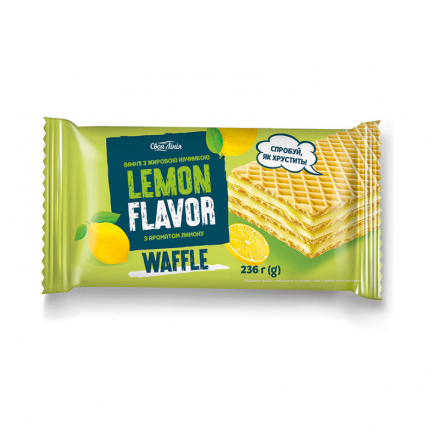 Своя Лінія
ВАФЛІ З ЖИРОВОЮ НАЧИНКОЮ
LEMON
FLAVOR
З АРОМАТОМ ЛИМОНУ
WAFFLE
СПРОБУЙ,
ЯК ХРУСТИТЬ!
236 г (g)